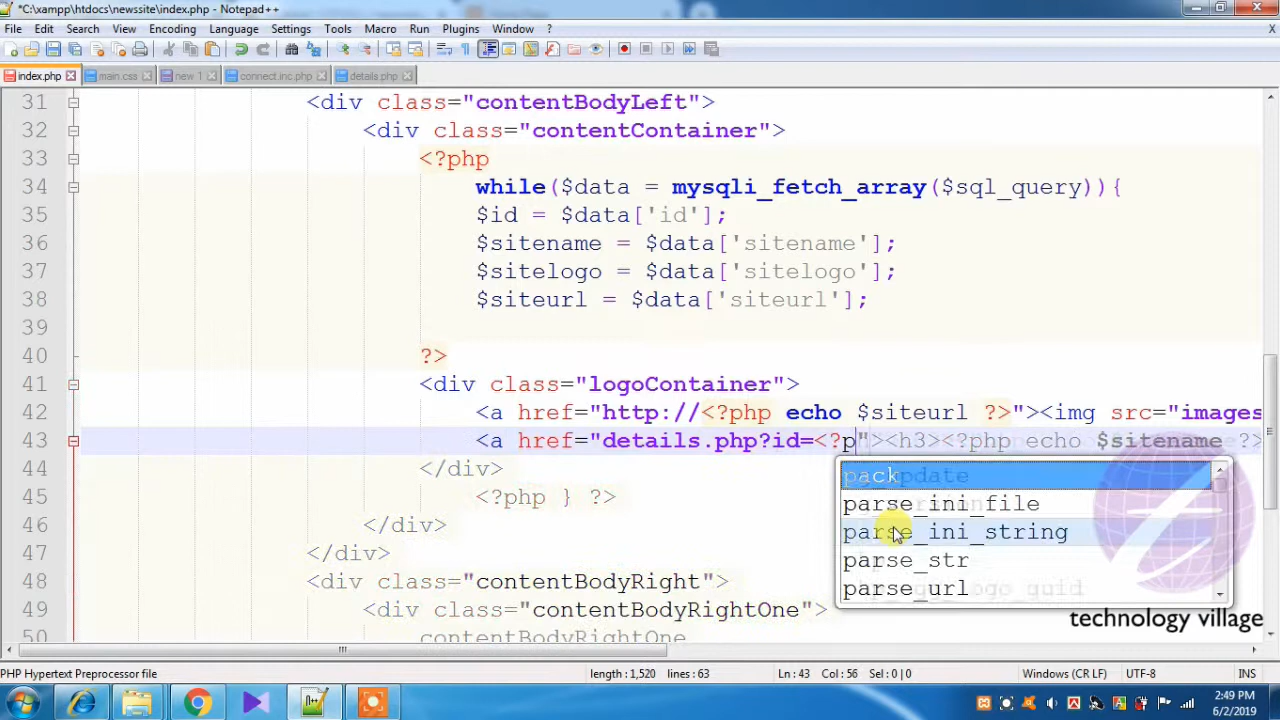 *C:\xampp\htdocs\newssite\index.php - Notepad++
File Edit Search View Encoding Language Settings Tools Macro Run Plugins Window ? X
index.php main.css new 1 connect.inc.php details.php
31 <div class="contentBodyLeft">
32 <div class="contentContainer">
33 <?php
34 while($data = mysqli_fetch_array($sql_query)){
35 $id = $data['id'];
36 $sitename = $data['sitename'];
37 $sitelogo = $data['sitelogo'];
38 $siteurl = $data['siteurl'];
39
40 ?>
41 <div class="logoContainer">
42 <a href="http://<?php echo $siteurl ?>"><img src="images
43 <a href="details.php?id=<?p"><h3><?php echo $sitename ?>
44 </div>
45 <?php } ?>
46 </div>
47 </div>
48 <div class="contentBodyRight">
49 <div class="contentBodyRightOne">
50 contentBodyRightOne
pack
parse_ini_file
parse_ini_string
parse_str
parse_url
technology village
PHP Hypertext Preprocessor file length : 1,520 lines : 63 Ln : 43 Col : 56 Sel : 0 | 0 Windows (CR LF) UTF-8 INS
2:49 PM
6/2/2019